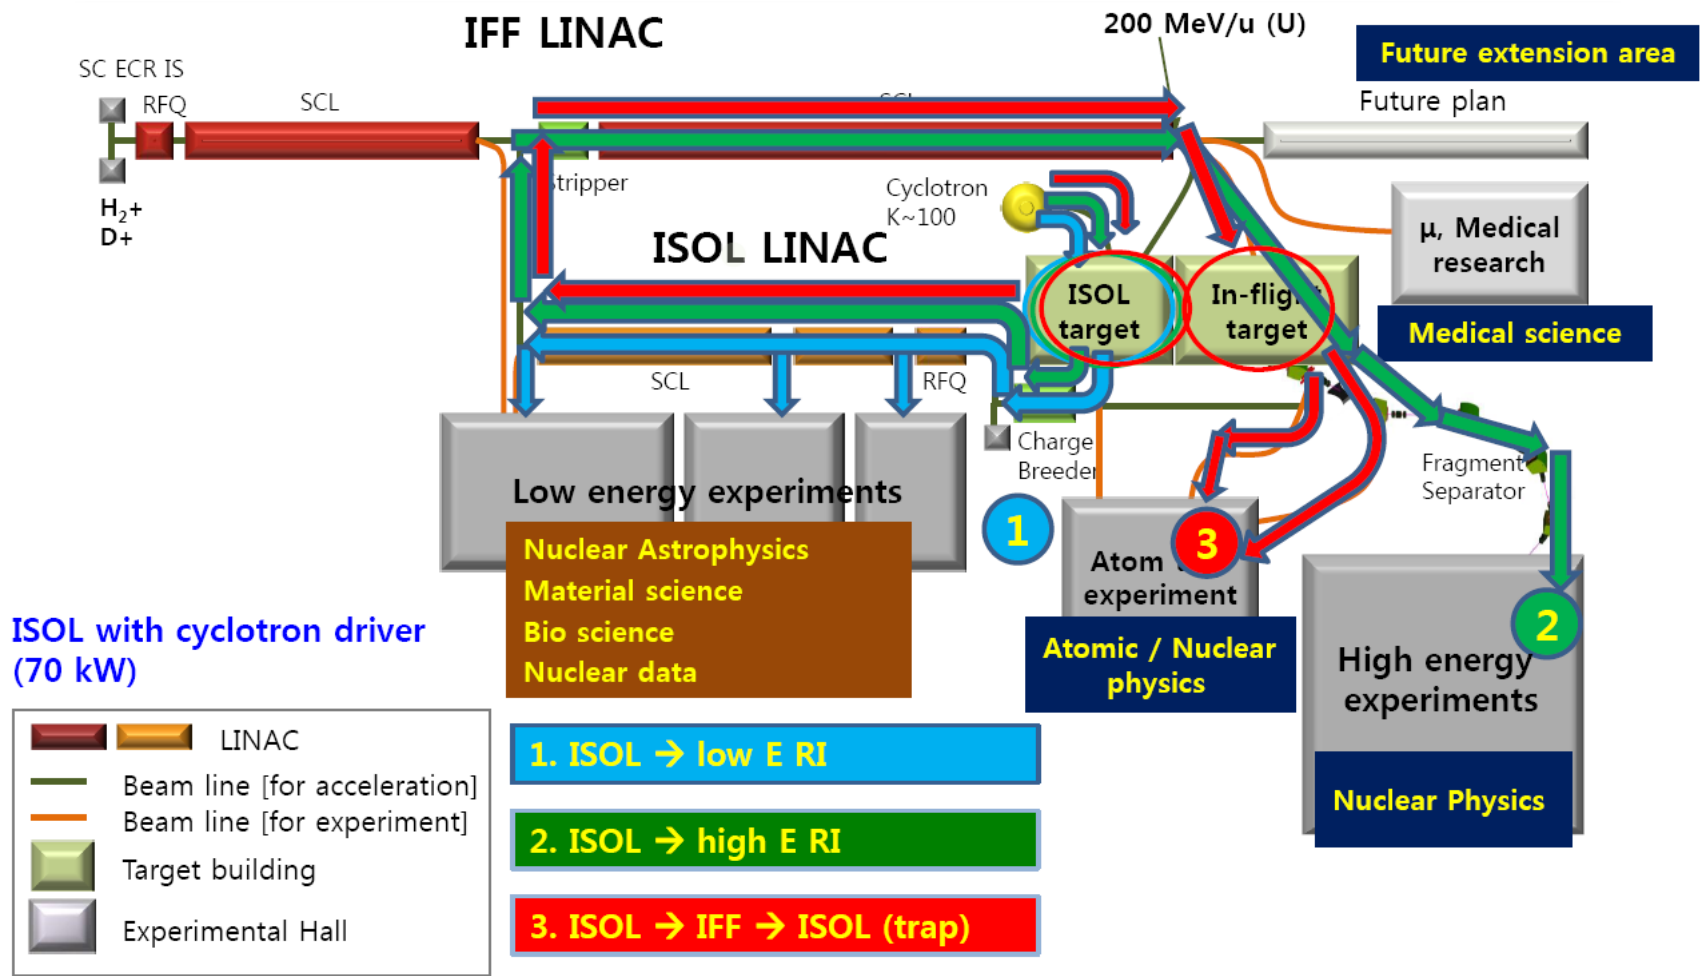 IFF LINAC
200 MeV/u (U)
Future extension area
Future plan
SC ECR IS
RFQ
SCL
SCL
H2+
D+
Stripper
Cyclotron
K~100
μ, Medical
research
Medical science
ISOL LINAC
ISOL
target
In-flight
target
SCL
RFQ
Charge
Breeder
Fragment
Separator
Low energy experiments
Nuclear Astrophysics
Material science
Bio science
Nuclear data
1
3
Atom
experiment
Atomic / Nuclear
physics
2
High energy
experiments
Nuclear Physics
ISOL with cyclotron driver
(70 kW)
LINAC
Beam line [for acceleration]
Beam line [for experiment]
Target building
Experimental Hall
1. ISOL → low E RI
2. ISOL → high E RI
3. ISOL → IFF → ISOL (trap)